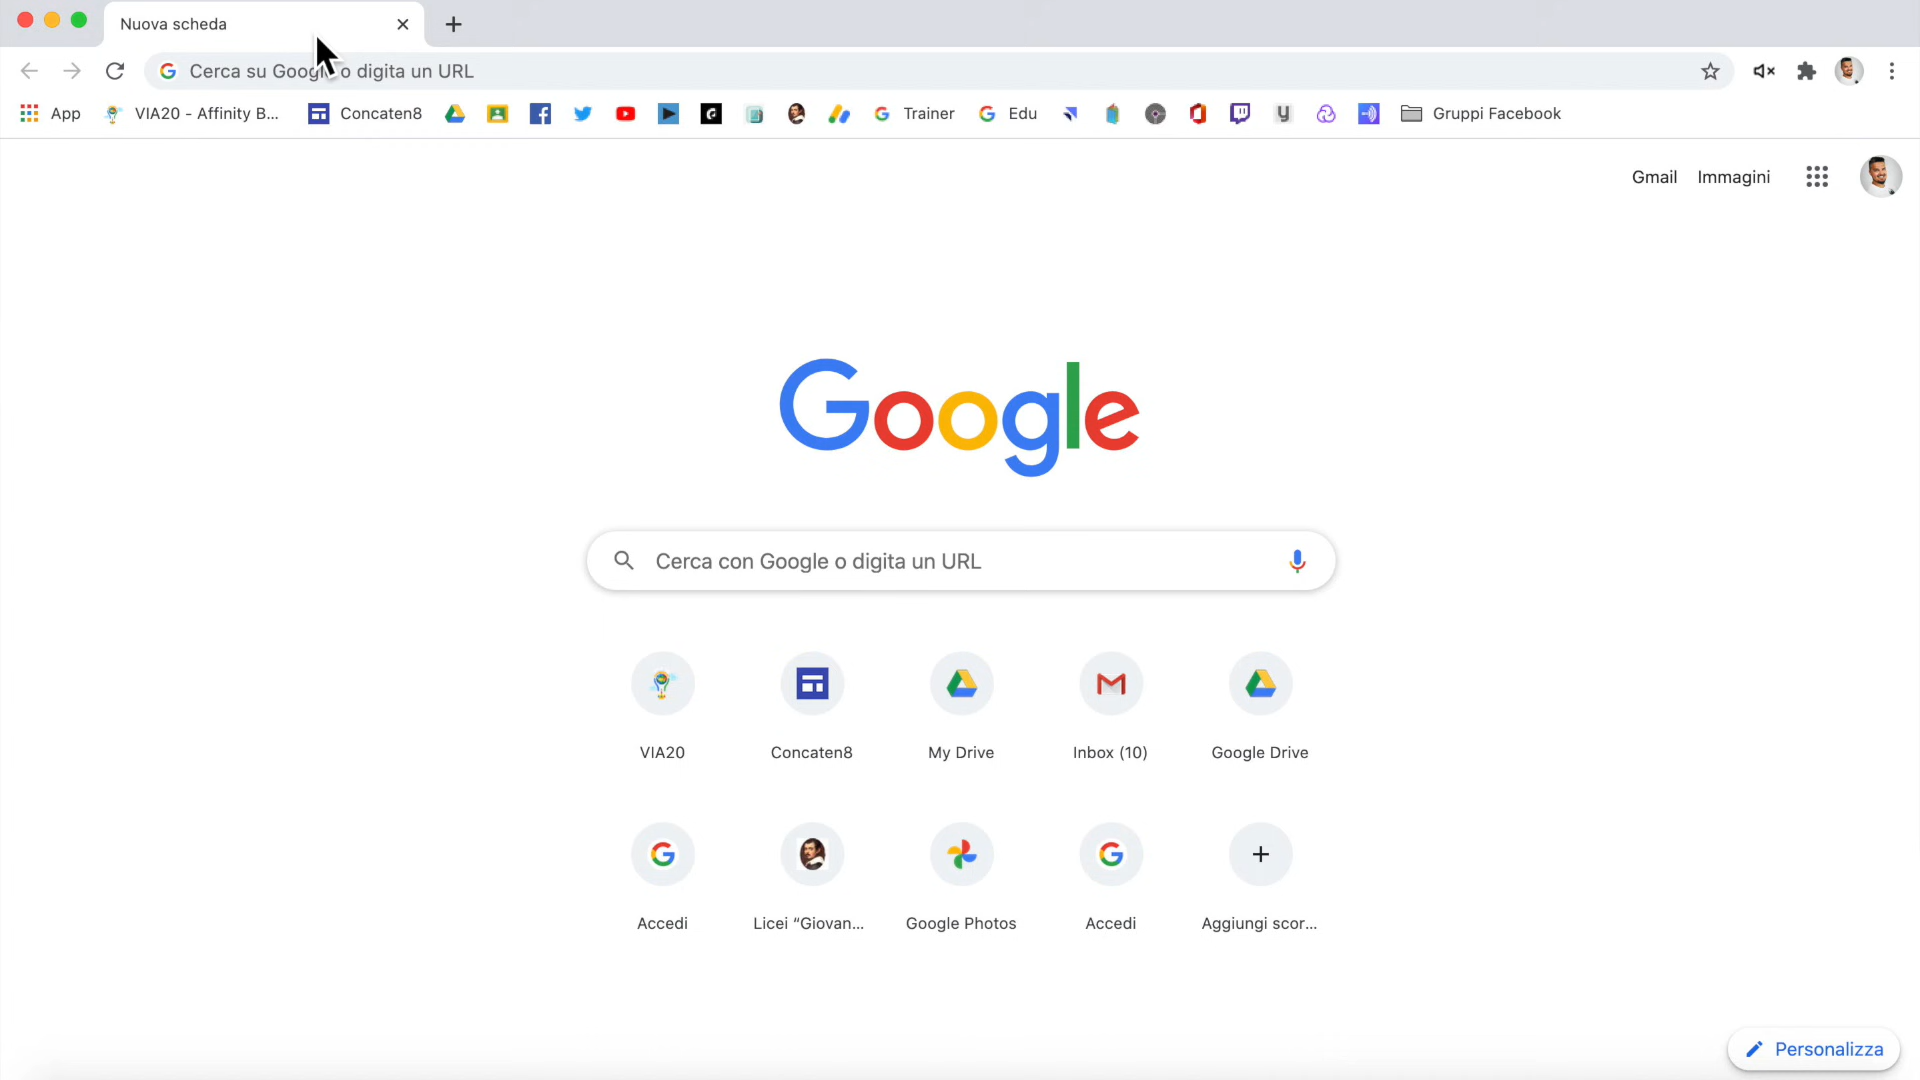 Nuova scheda
Cerca su Google o digita un URL
App
VIA20 - Affinity B...
Concaten8
Trainer
Edu
Gruppi Facebook
Gmail
Immagini
Google
Cerca con Google o digita un URL
VIA20
Concaten8
My Drive
Inbox (10)
Google Drive
Accedi
Licei “Giovan...
Google Photos
Accedi
Aggiungi scor...
Personalizza